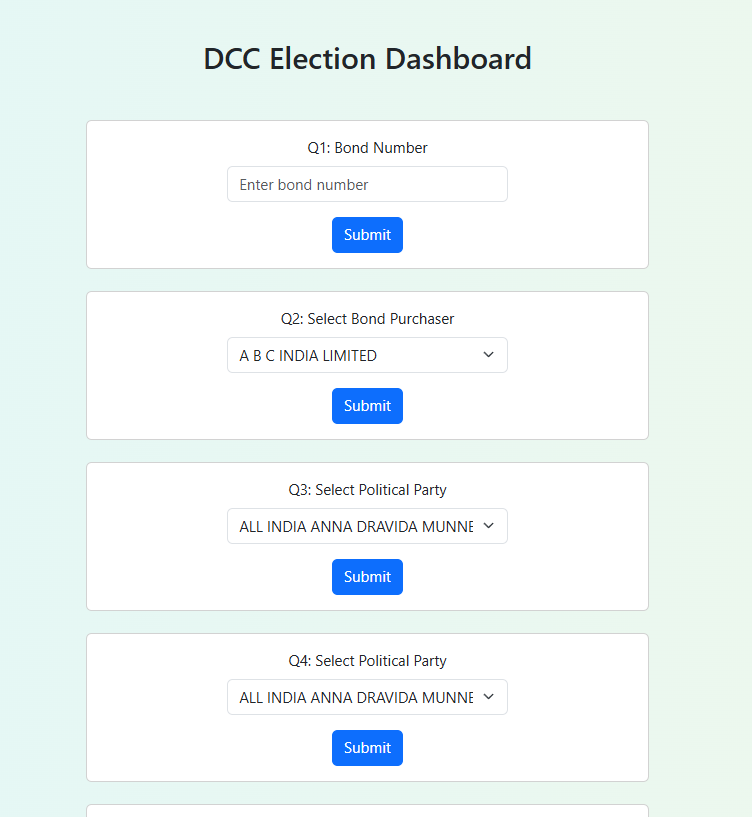 DCC Election Dashboard
Q1: Bond Number
Enter bond number
Submit
Q2: Select Bond Purchaser
A B C INDIA LIMITED
Submit
Q3: Select Political Party
ALL INDIA ANNA DRAVIDA MUNNE
Submit
Q4: Select Political Party
ALL INDIA ANNA DRAVIDA MUNNE
Submit